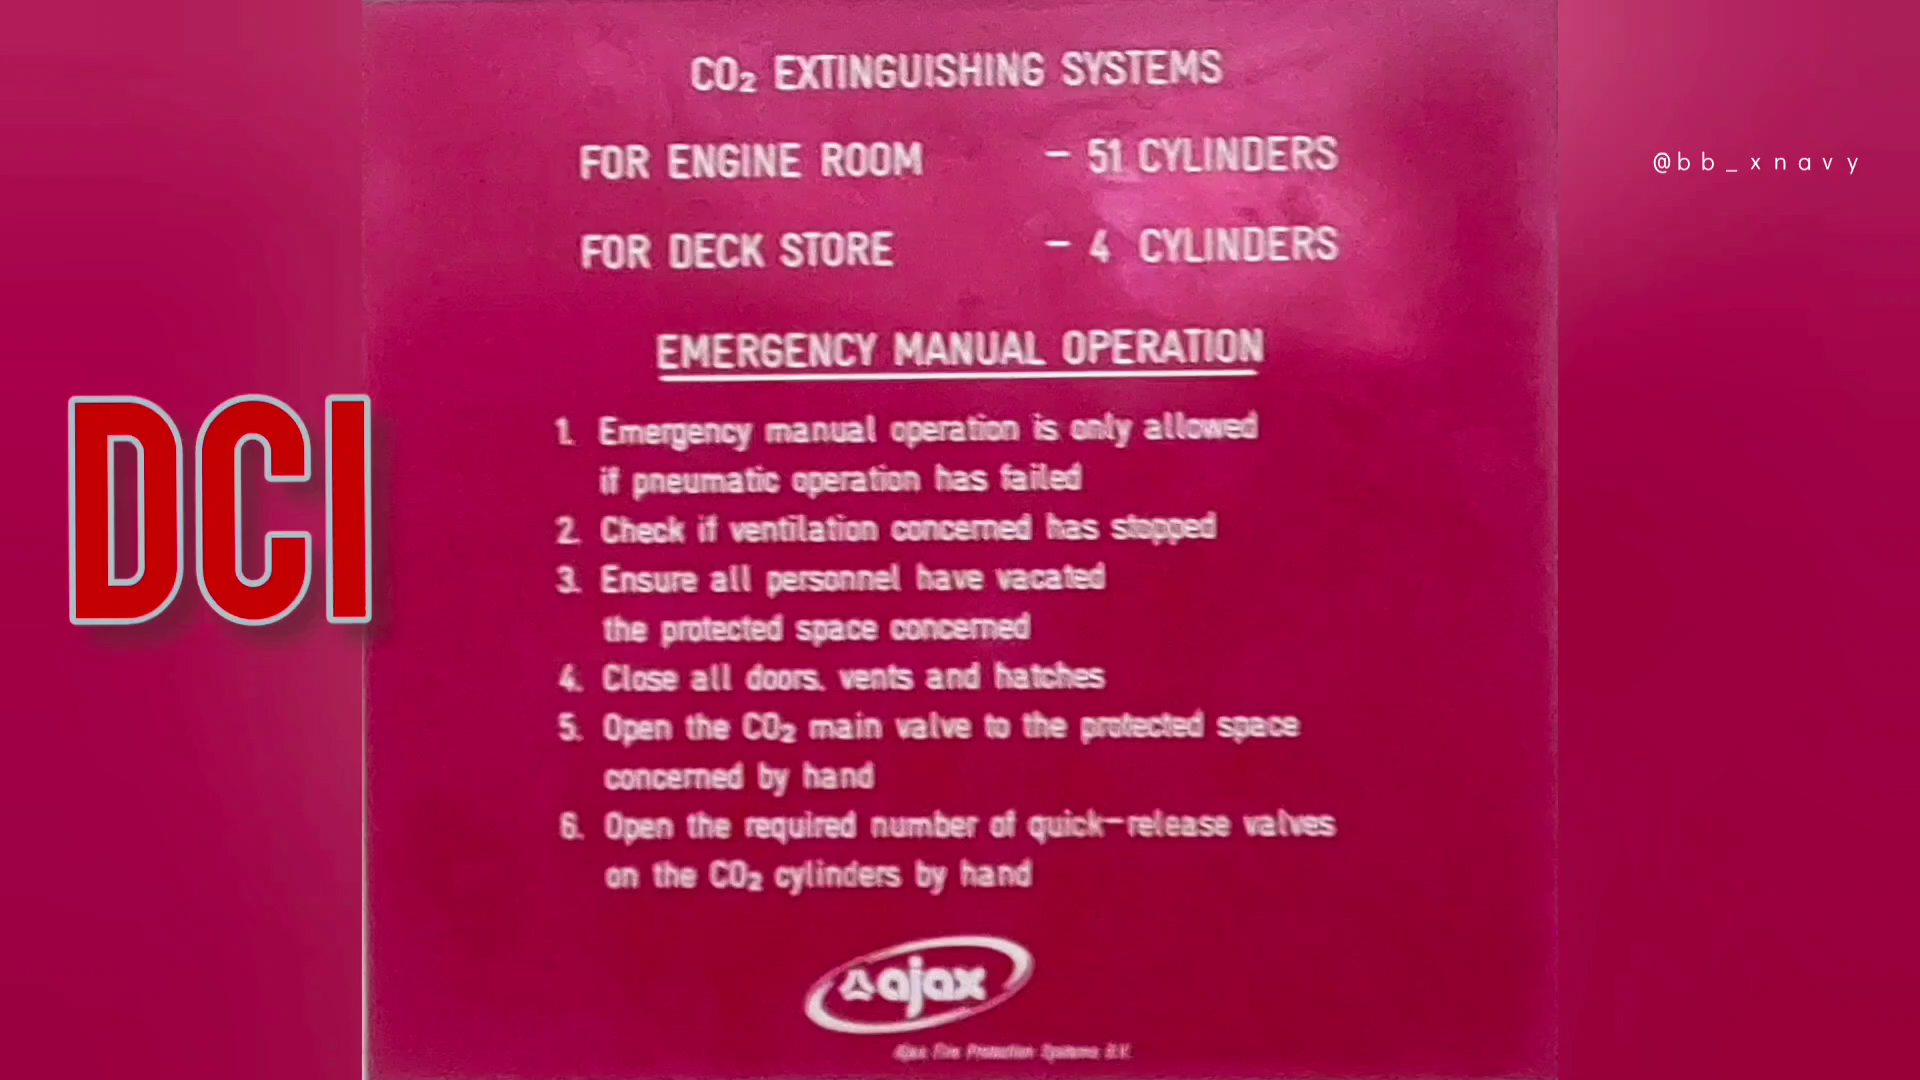 CO₂ EXTINGUISHING SYSTEMS
FOR ENGINE ROOM - 51 CYLINDERS
@bb_xnavy
FOR DECK STORE - 4 CYLINDERS
EMERGENCY MANUAL OPERATION
DCI
1. Emergency manual operation is only allowed
if pneumatic operation has failed
2. Check if ventilation concerned has stopped
3. Ensure all personnel have vacated
the protected space concerned
4. Close all doors, vents and hatches
5. Open the CO₂ main valve to the protected space
concerned by hand
6. Open the required number of quick-release valves
on the CO₂ cylinders by hand
ajax
Ajax Fire Protection Systems B.V.